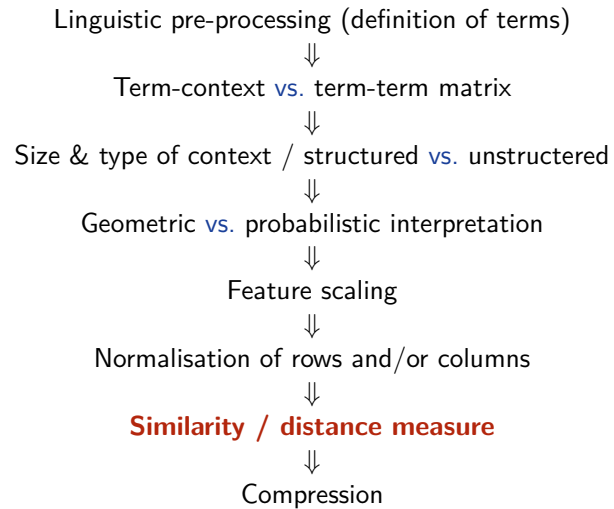 Linguistic pre-processing (definition of terms)
⇓
Term-context vs. term-term matrix
⇓
Size & type of context / structured vs. unstructered
⇓
Geometric vs. probabilistic interpretation
⇓
Feature scaling
⇓
Normalisation of rows and/or columns
⇓
Similarity / distance measure
⇓
Compression